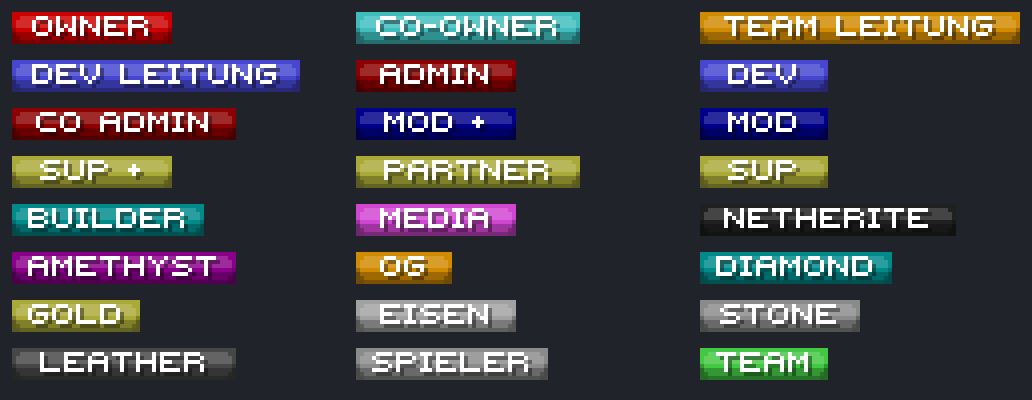 OWNER CO-OWNER TEAM LEITUNG
DEV LEITUNG ADMIN DEV
CO ADMIN MOD + MOD
SUP + PARTNER SUP
BUILDER MEDIA NETHERITE
AMETHYST OG DIAMOND
GOLD EISEN STONE
LEATHER SPIELER TEAM